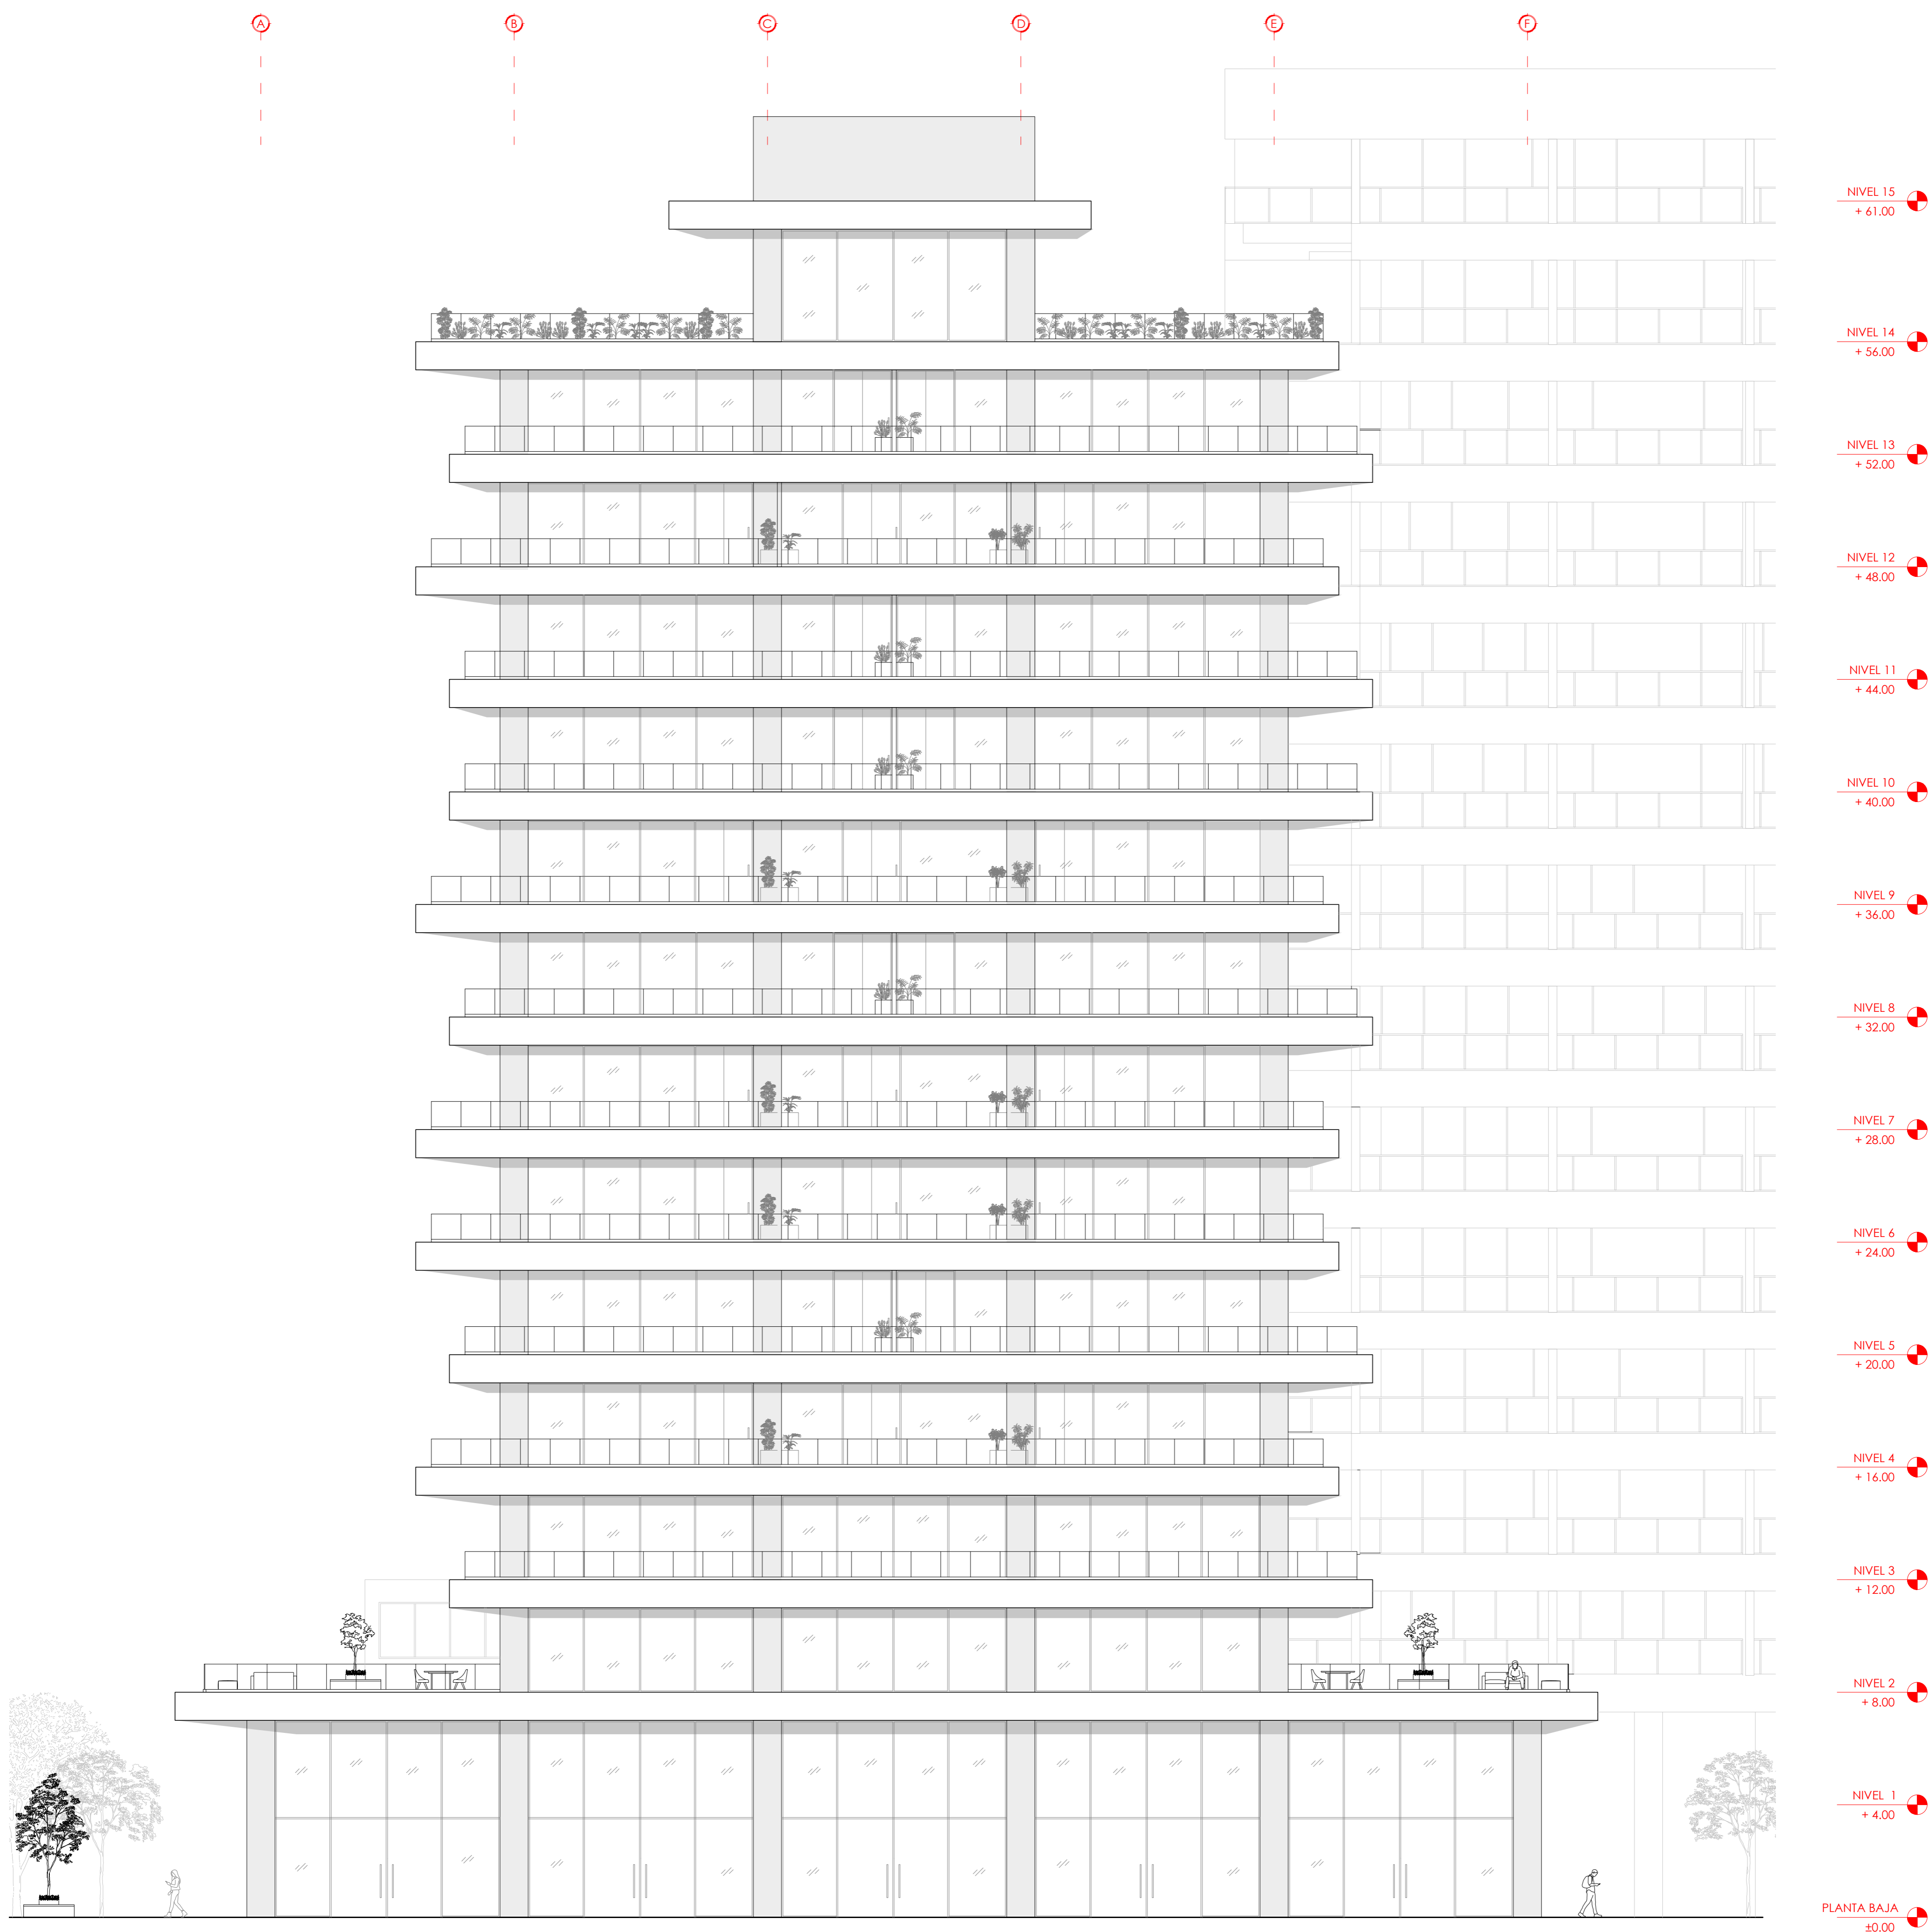 A B C D E F
NIVEL 15
+ 61.00
NIVEL 14
+ 56.00
NIVEL 13
+ 52.00
NIVEL 12
+ 48.00
NIVEL 11
+ 44.00
NIVEL 10
+ 40.00
NIVEL 9
+ 36.00
NIVEL 8
+ 32.00
NIVEL 7
+ 28.00
NIVEL 6
+ 24.00
NIVEL 5
+ 20.00
NIVEL 4
+ 16.00
NIVEL 3
+ 12.00
NIVEL 2
+ 8.00
NIVEL 1
+ 4.00
PLANTA BAJA
±0.00